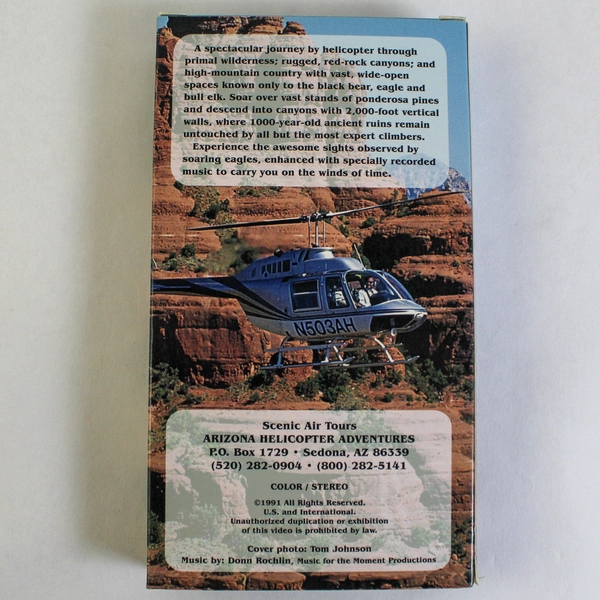 A spectacular journey by helicopter through
primal wilderness; rugged, red-rock canyons; and
high-mountain country with vast, wide-open
spaces known only to the black bear, eagle and
bull elk. Soar over vast stands of ponderosa pines
and descend into canyons with 2,000-foot vertical
walls, where 1000-year-old ancient ruins remain
untouched by all but the most expert climbers.
Experience the awesome sights observed by
soaring eagles, enhanced with specially recorded
music to carry you on the winds of time.
N503AH
Scenic Air Tours
ARIZONA HELICOPTER ADVENTURES
P.O. Box 1729 • Sedona, AZ 86339
(520) 282-0904 • (800) 282-5141
COLOR / STEREO
©1991 All Rights Reserved.
U.S. and International.
Unauthorized duplication or exhibition
of this video is prohibited by law.
Cover photo: Tom Johnson
Music by: Donn Rochlin, Music for the Moment Productions